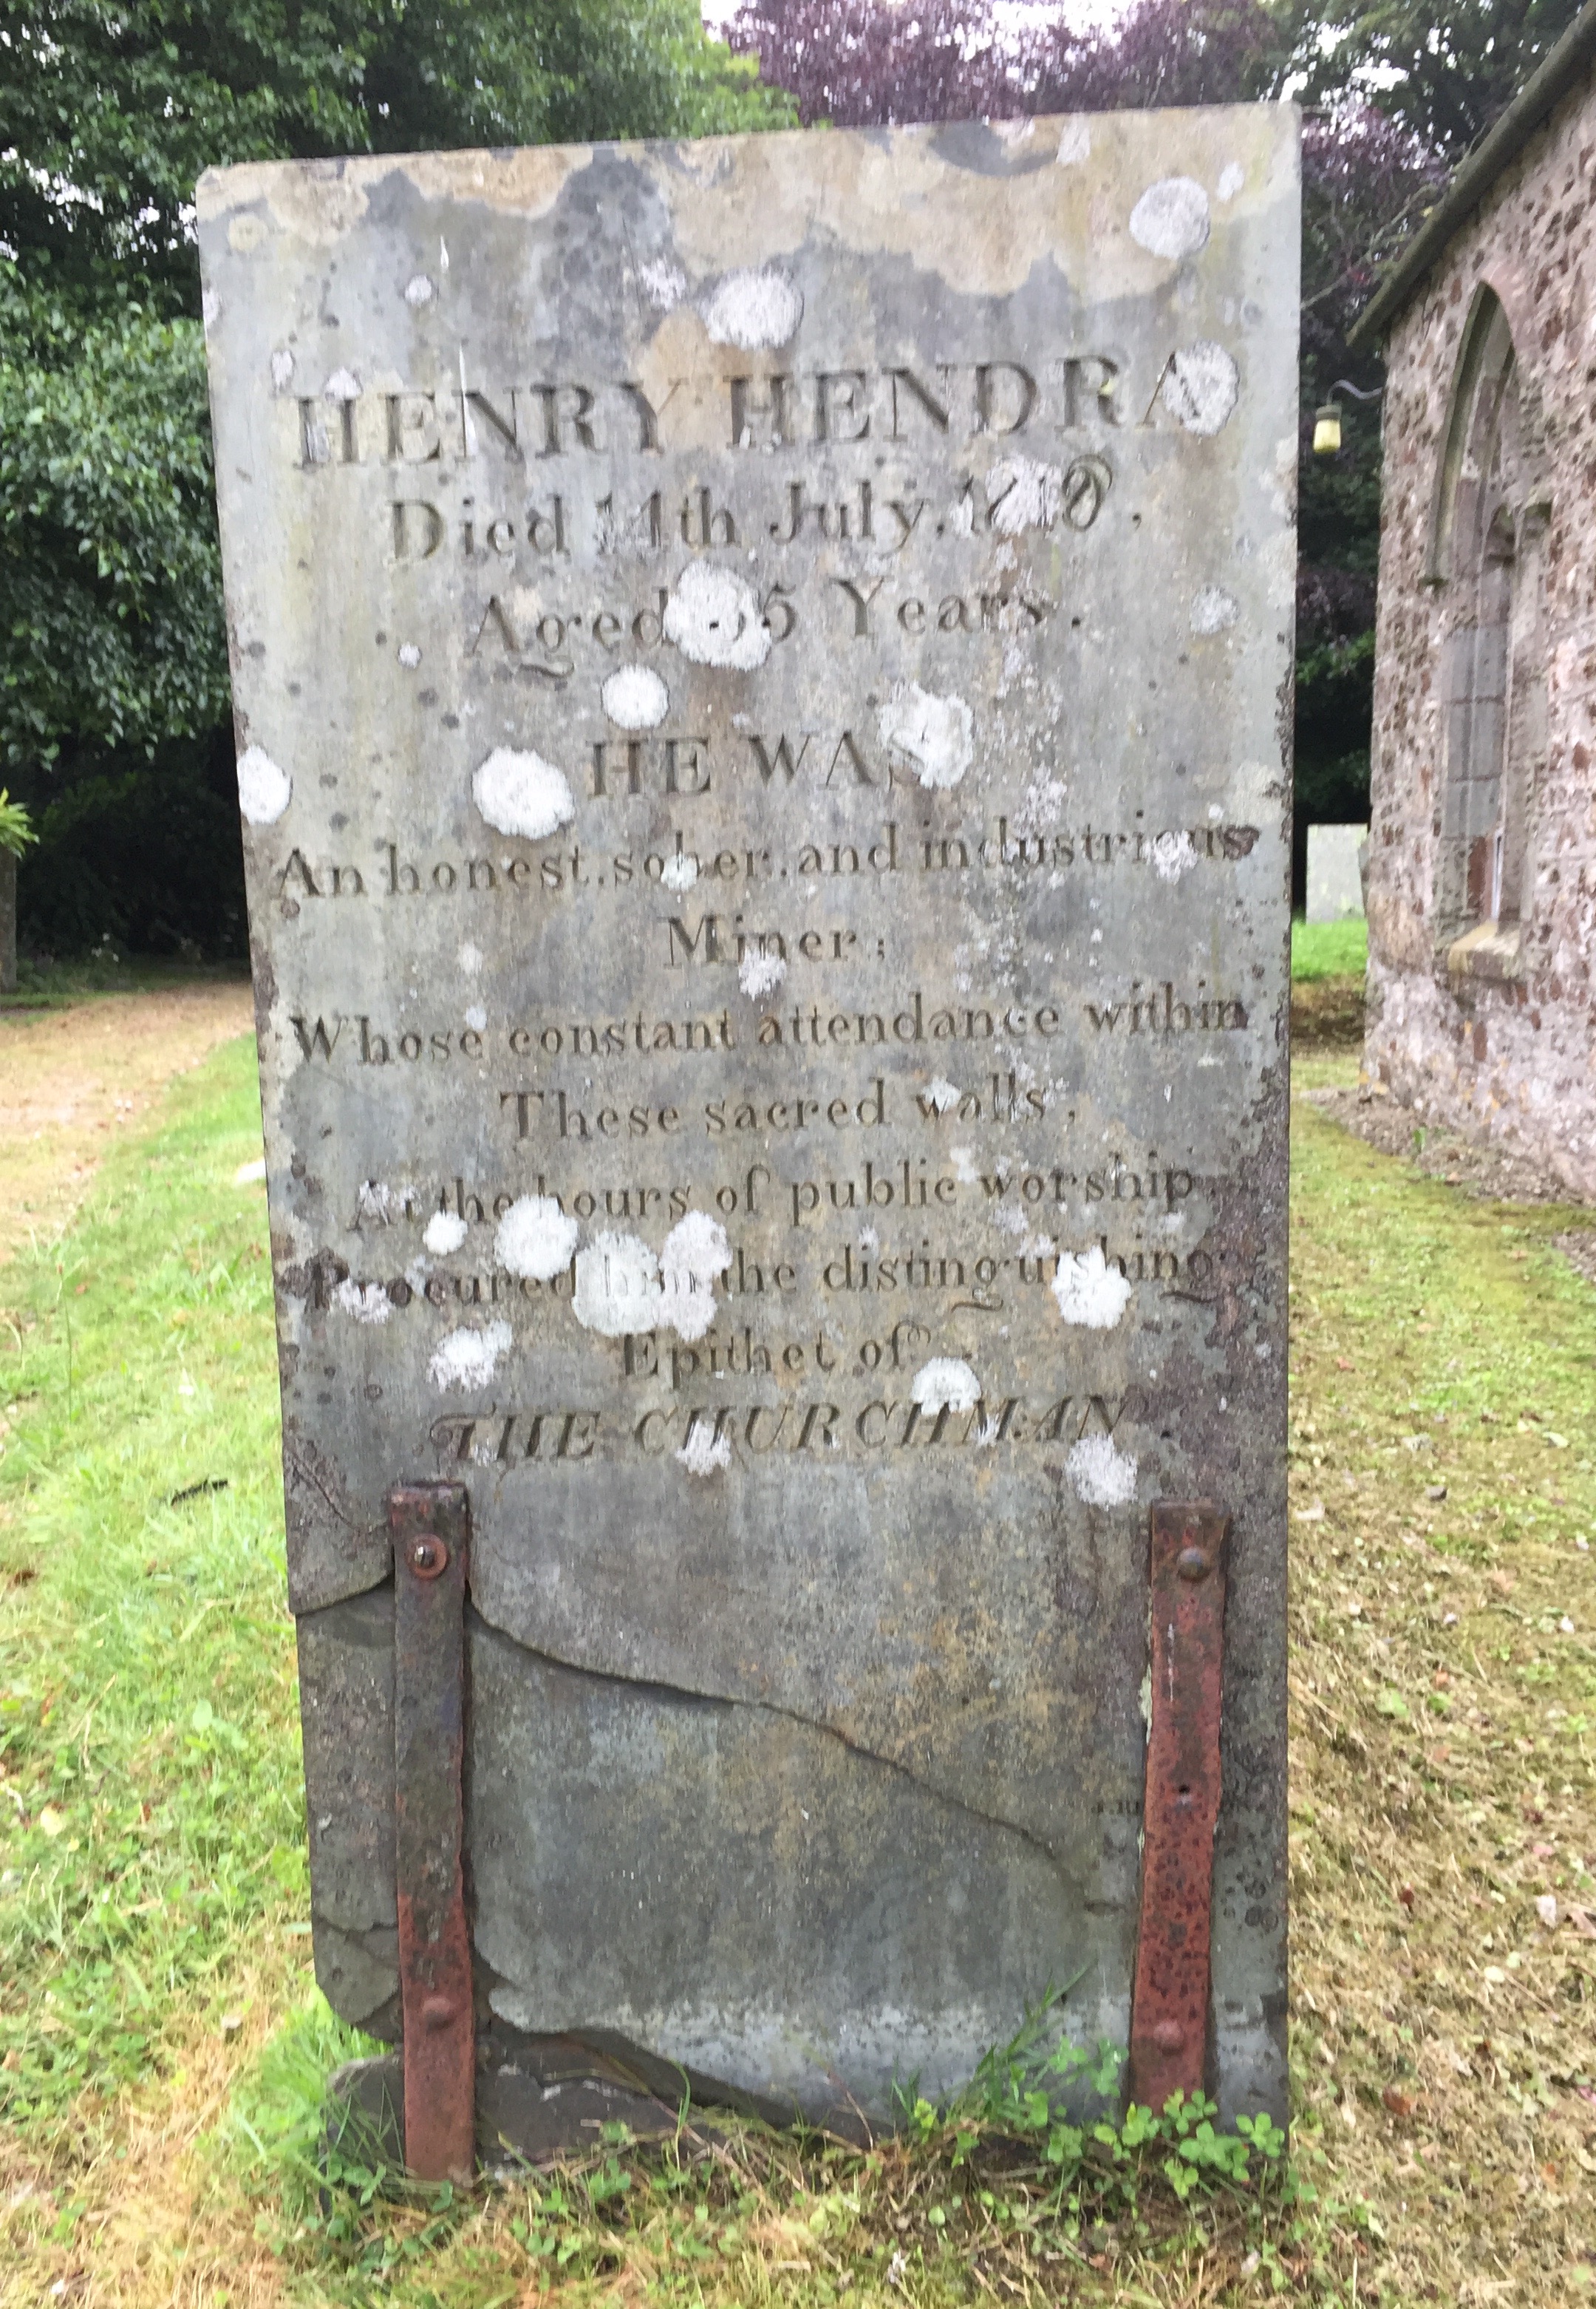 HENRY HENDRA
Died 14th July,
Aged Years.
HE WAS
An honest, sober, and industrious
Miner;
Whose constant attendance within
These sacred walls,
At the hours of public worship,
Procured him the distinguishing
Epithet of
THE CHURCHMAN